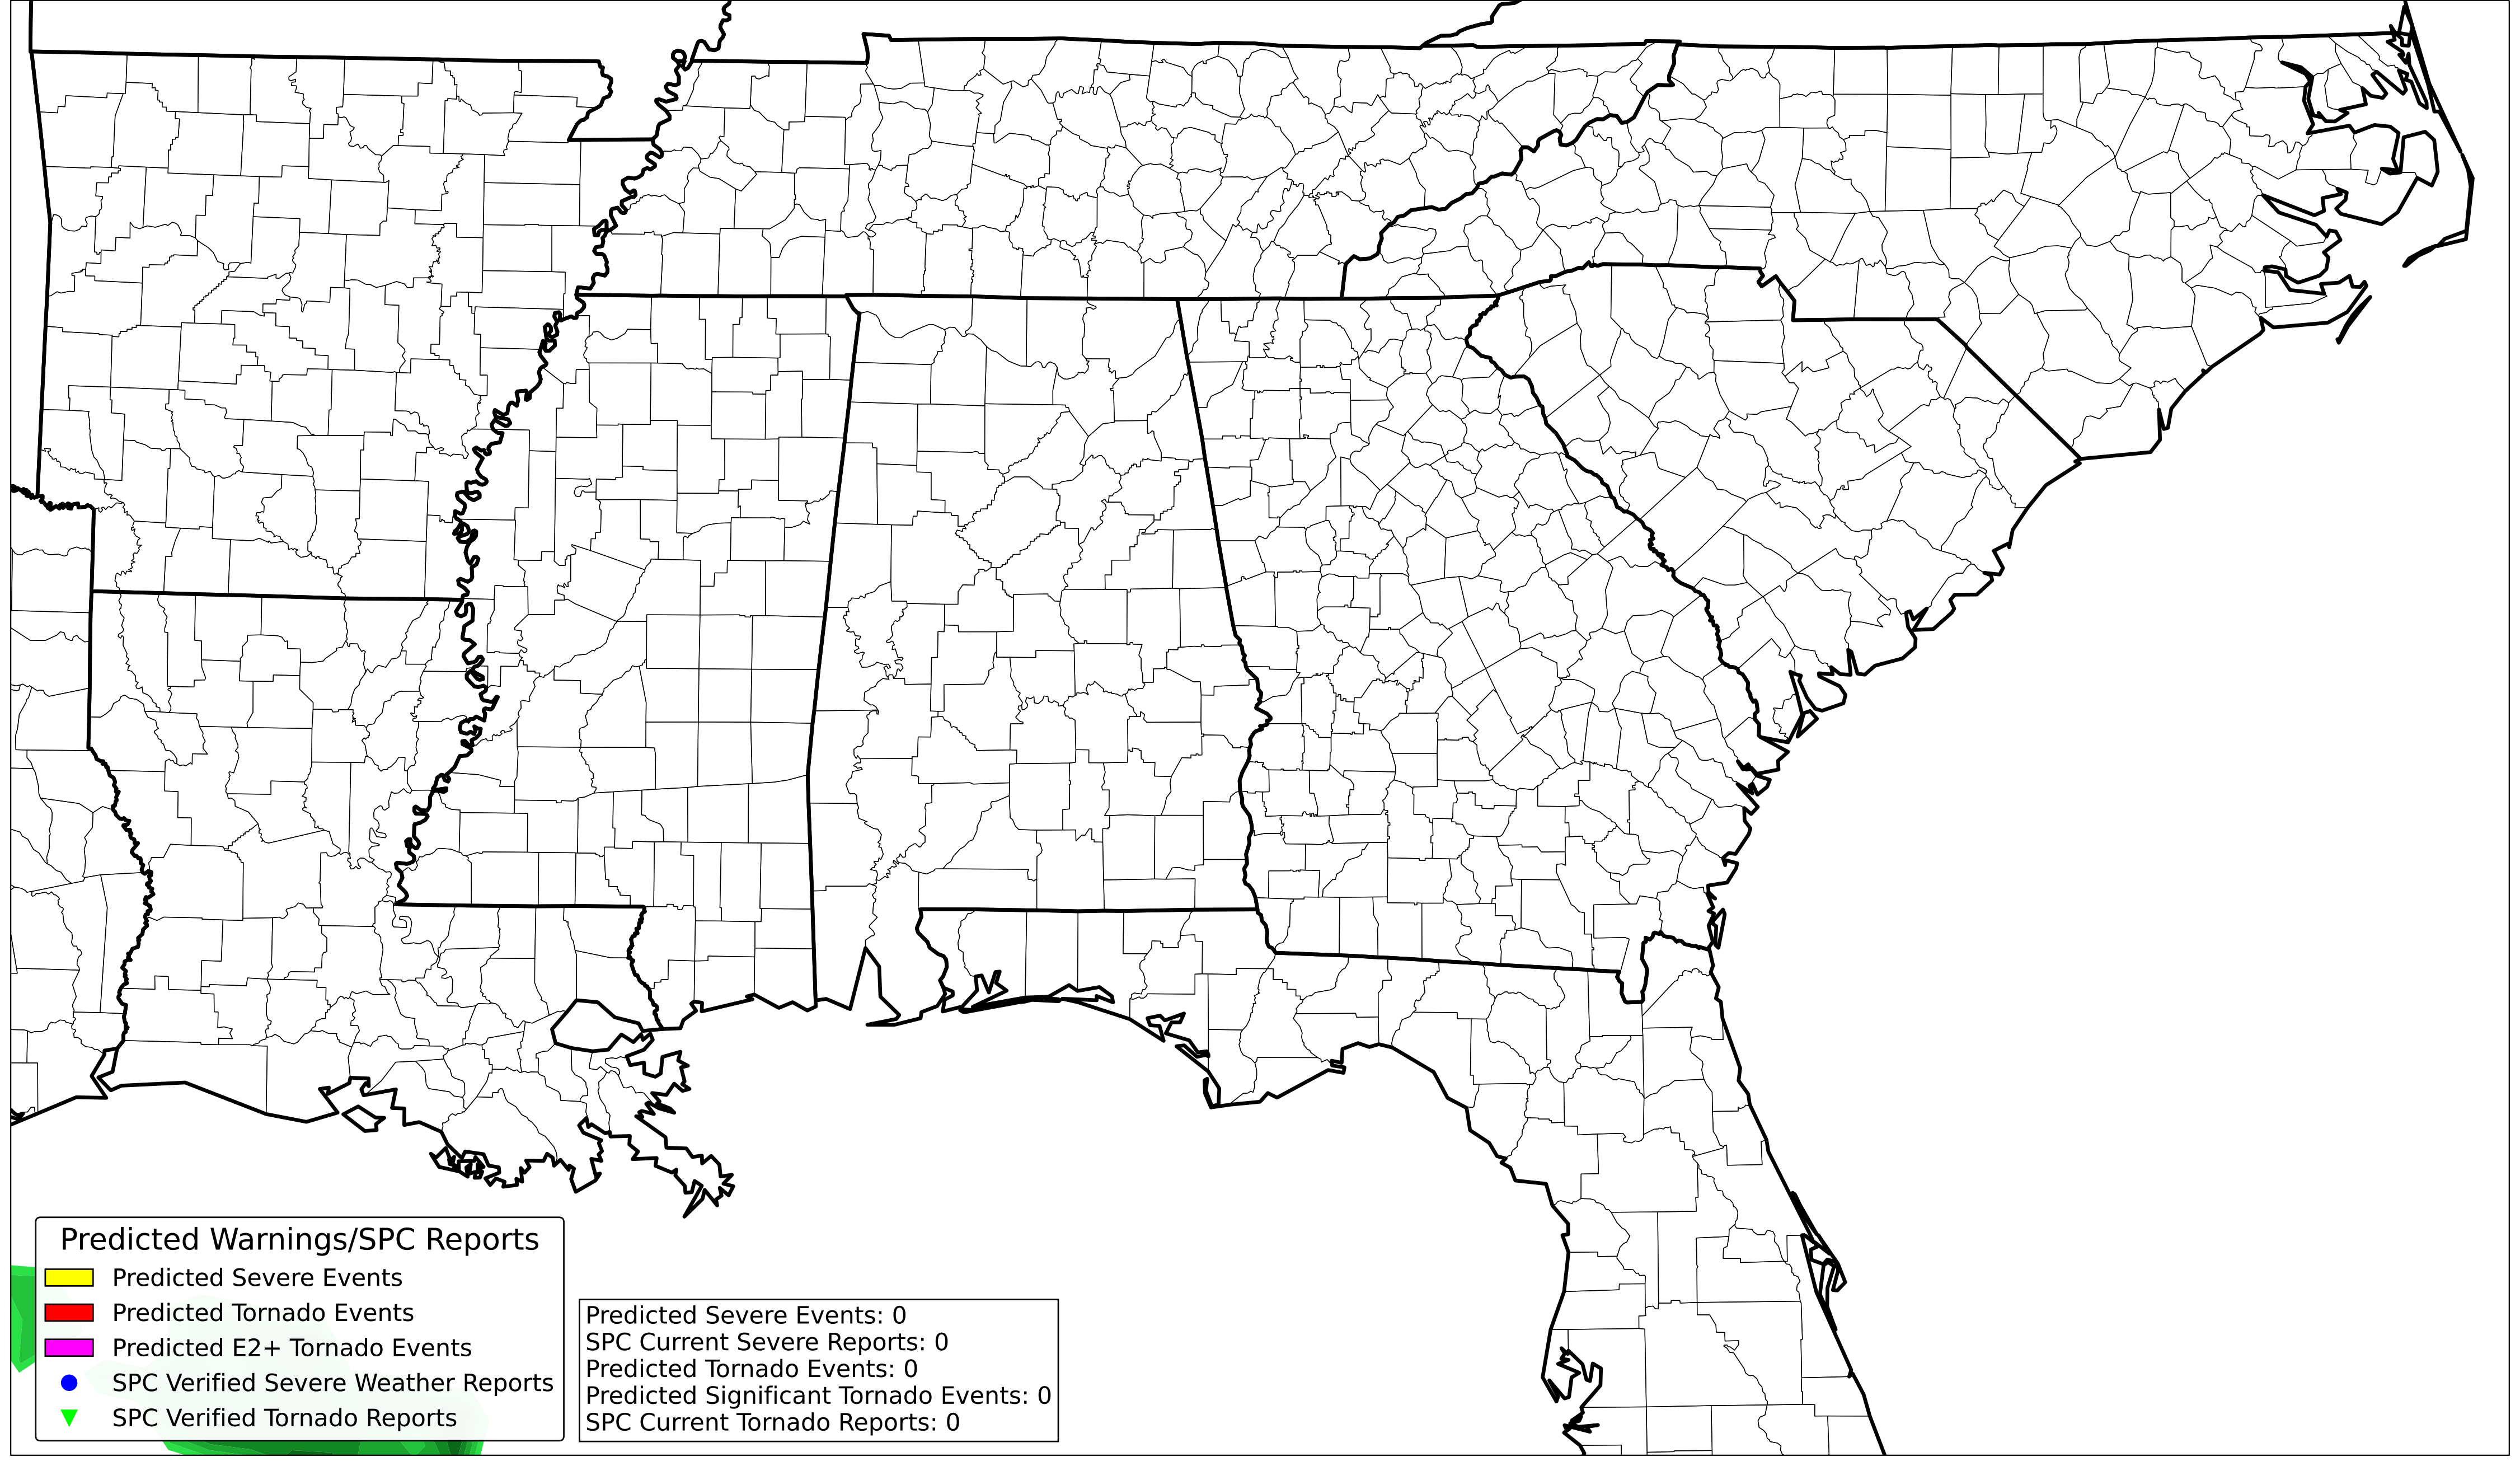 Predicted Warnings/SPC Reports
Predicted Severe Events
Predicted Tornado Events
Predicted E2+ Tornado Events
SPC Verified Severe Weather Reports
SPC Verified Tornado Reports
Predicted Severe Events: 0
SPC Current Severe Reports: 0
Predicted Tornado Events: 0
Predicted Significant Tornado Events: 0
SPC Current Tornado Reports: 0